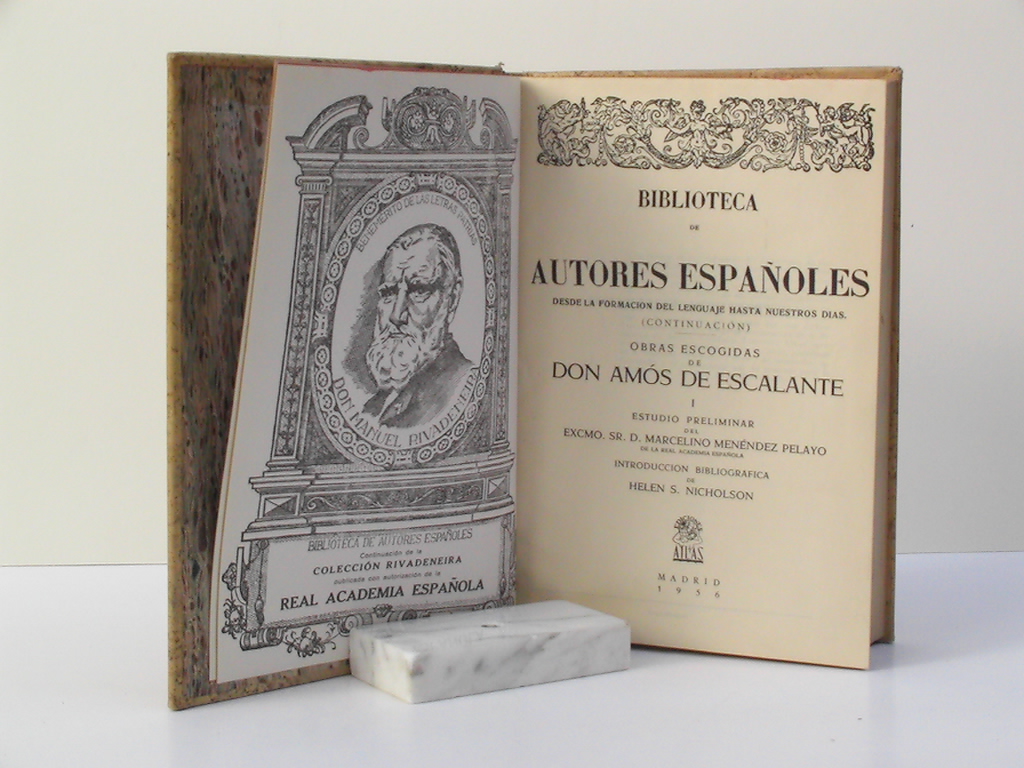 BENEMÉRITO DE LAS LETRAS PATRIAS
DON MANUEL RIVADENEIRA
BIBLIOTECA DE AUTORES ESPAÑOLES
Continuación de la
COLECCIÓN RIVADENEIRA
publicada con autorización de la
REAL ACADEMIA ESPAÑOLA
BIBLIOTECA
DE
AUTORES ESPAÑOLES
DESDE LA FORMACION DEL LENGUAJE HASTA NUESTROS DIAS.
(CONTINUACIÓN)
OBRAS ESCOGIDAS
DE
DON AMÓS DE ESCALANTE
I
ESTUDIO PRELIMINAR
DEL
EXCMO. SR. D. MARCELINO MENÉNDEZ PELAYO
DE LA REAL ACADEMIA ESPAÑOLA
INTRODUCCION BIBLIOGRAFICA
DE
HELEN S. NICHOLSON
ATLAS
MADRID
1956